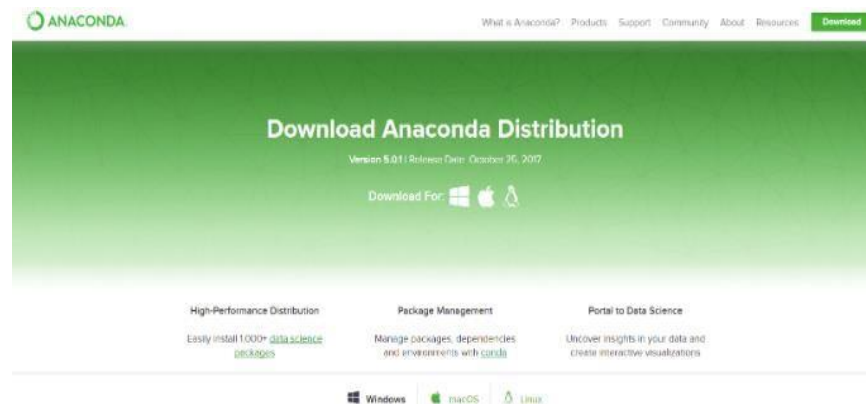 ANACONDA
What is Anaconda? Products Support Community About Resources Download
Download Anaconda Distribution
Version 5.0.1 | Release Date: October 25, 2017
Download For:
High-Performance Distribution Package Management Portal to Data Science
Easily install 1,000+ data science Manage packages, dependencies Uncover insights in your data and
packages and environments with conda create interactive visualizations
Windows macOS Linux